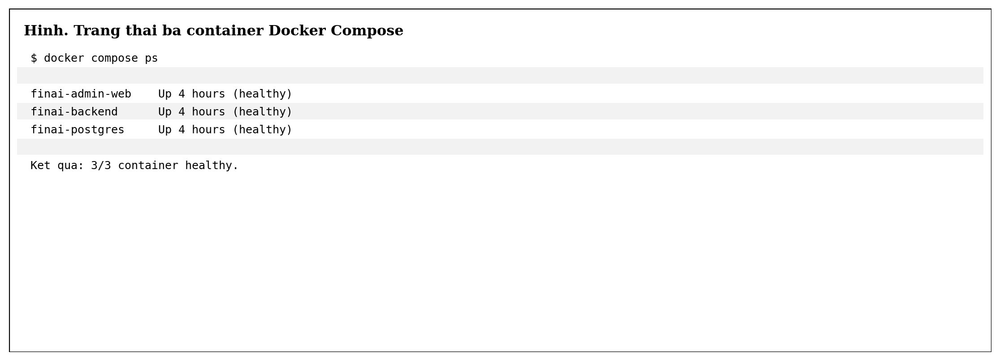 Hinh. Trang thai ba container Docker Compose
$ docker compose ps
finai-admin-web    Up 4 hours (healthy)
finai-backend      Up 4 hours (healthy)
finai-postgres     Up 4 hours (healthy)
Ket qua: 3/3 container healthy.